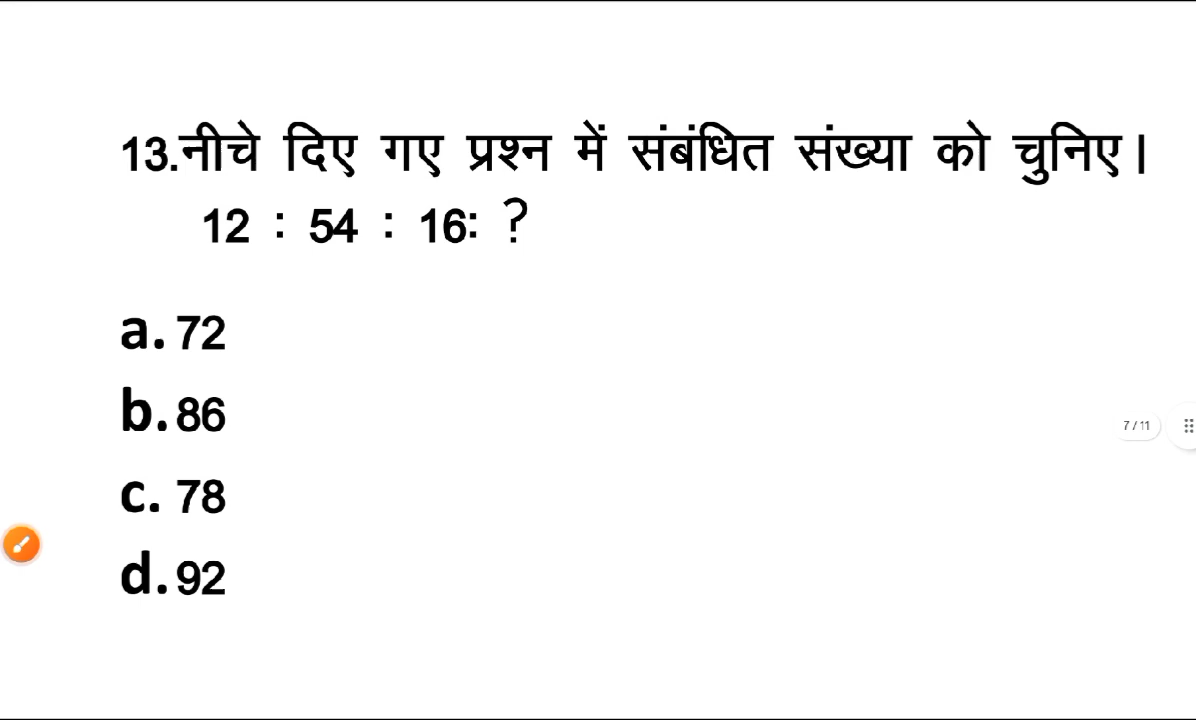 13.नीचे दिए गए प्रश्न में संबंधित संख्या को चुनिए।
12 : 54 : 16: ?
a. 72
b. 86
7 / 11
c. 78
d. 92